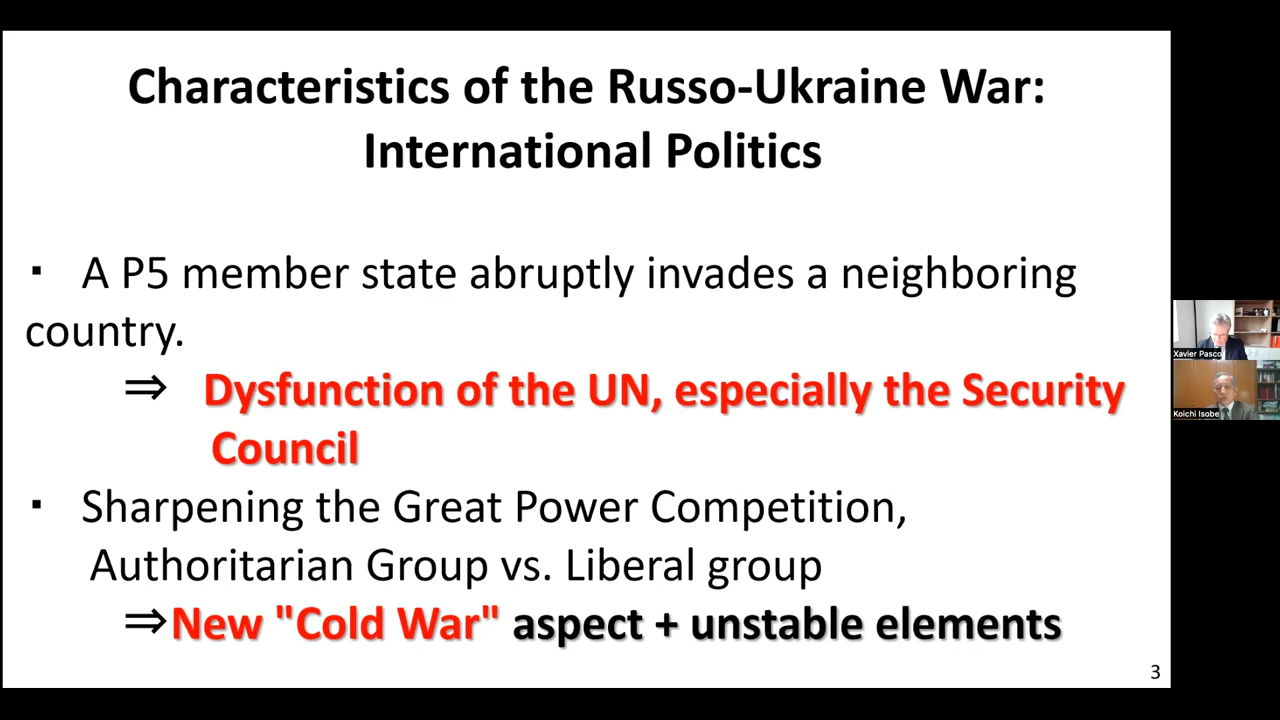 Characteristics of the Russo-Ukraine War:
International Politics
・ A P5 member state abruptly invades a neighboring
country.
⇒ Dysfunction of the UN, especially the Security
Council
・ Sharpening the Great Power Competition,
Authoritarian Group vs. Liberal group
⇒New "Cold War" aspect + unstable elements
3
Xavier Pasco
Koichi Isobe